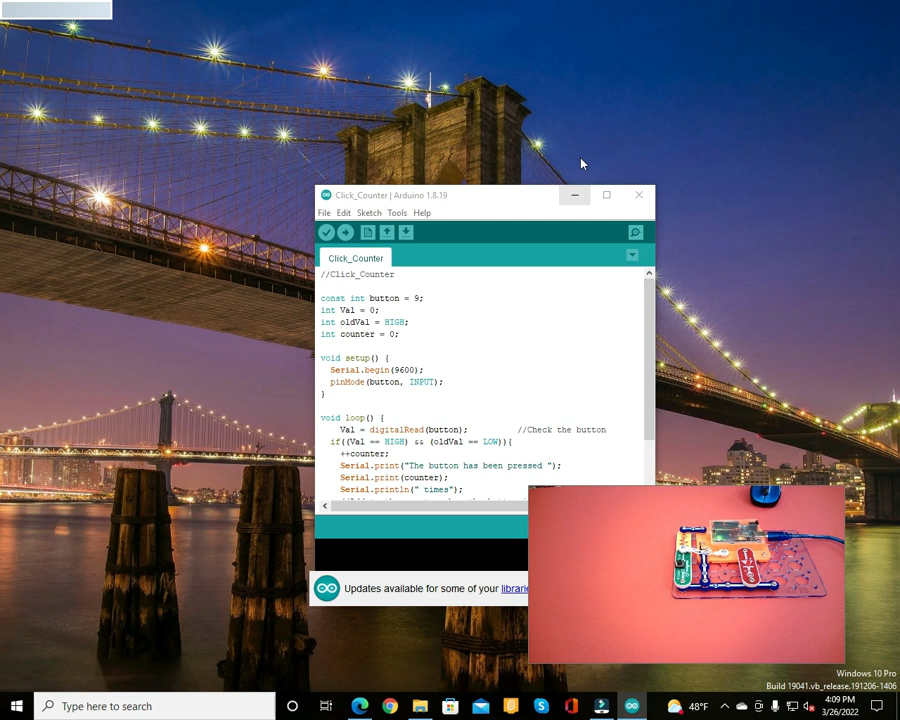 Click_Counter | Arduino 1.8.19
File Edit Sketch Tools Help
Click_Counter
//Click_Counter
const int button = 9;
int Val = 0;
int oldVal = HIGH;
int counter = 0;
void setup() {
Serial.begin(9600);
pinMode(button, INPUT);
}
void loop() {
Val = digitalRead(button); //Check the button
if((Val == HIGH) && (oldVal == LOW)){
++counter;
Serial.print("The button has been pressed ");
Serial.print(counter);
Serial.println(" times");
Updates available for some of your librarie
Windows 10 Pro
Build 19041.vb_release.191206-1406
Type here to search
48°F
4:09 PM
3/26/2022